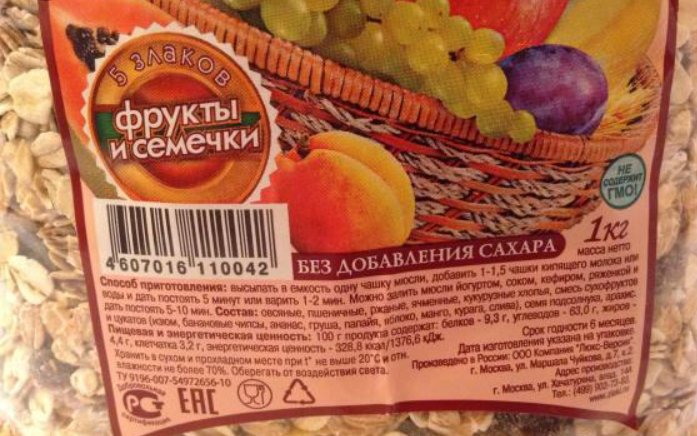 5 ЗЛАКОВ
фрукты
и семечки
НЕ
СОДЕРЖИТ
ГМО!
1кг
масса нетто
4607016 110042
БЕЗ ДОБАВЛЕНИЯ САХАРА
Способ приготовления: высыпать в емкость одну чашку мюсли, добавить 1-1,5 чашки кипящего молока или
воды и дать постоять 5 минут или варить 1-2 мин. Можно залить мюсли йогуртом, соком, кефиром, ряженкой и
дать постоять 5-10 мин. Состав: овсяные, пшеничные, ржаные, ячменные, кукурузные хлопья, смесь сухофруктов
и цукатов (изюм, банановые чипсы, ананас, груша, папайя, яблоко, манго, курага, слива), семя подсолнуха, арахис.
Пищевая и энергетическая ценность: 100 г продукта содержат: белков - 9,3 г, углеводов - 63,0 г, жиров -
4,4 г, клетчатка 3,2 г, энергетическая ценность - 328,8 ккал/1376,6 кДж.
Срок годности 6 месяцев.
Хранить в сухом и прохладном месте при t° не выше 20°С и отн.
Дата изготовления указана на упаковке.
влажности не более 70%. Оберегать от воздействия света.
Произведено в России: ООО Компания "Люкс-Версия"
ТУ 9196-007-54972656-10
г. Москва, ул. Маршала Чуйкова, д.7, к.2.
Адрес производства:
г. Москва, ул. Хачатуряна, влад. 14А
Добровольная
сертификация
РС
ЕАС